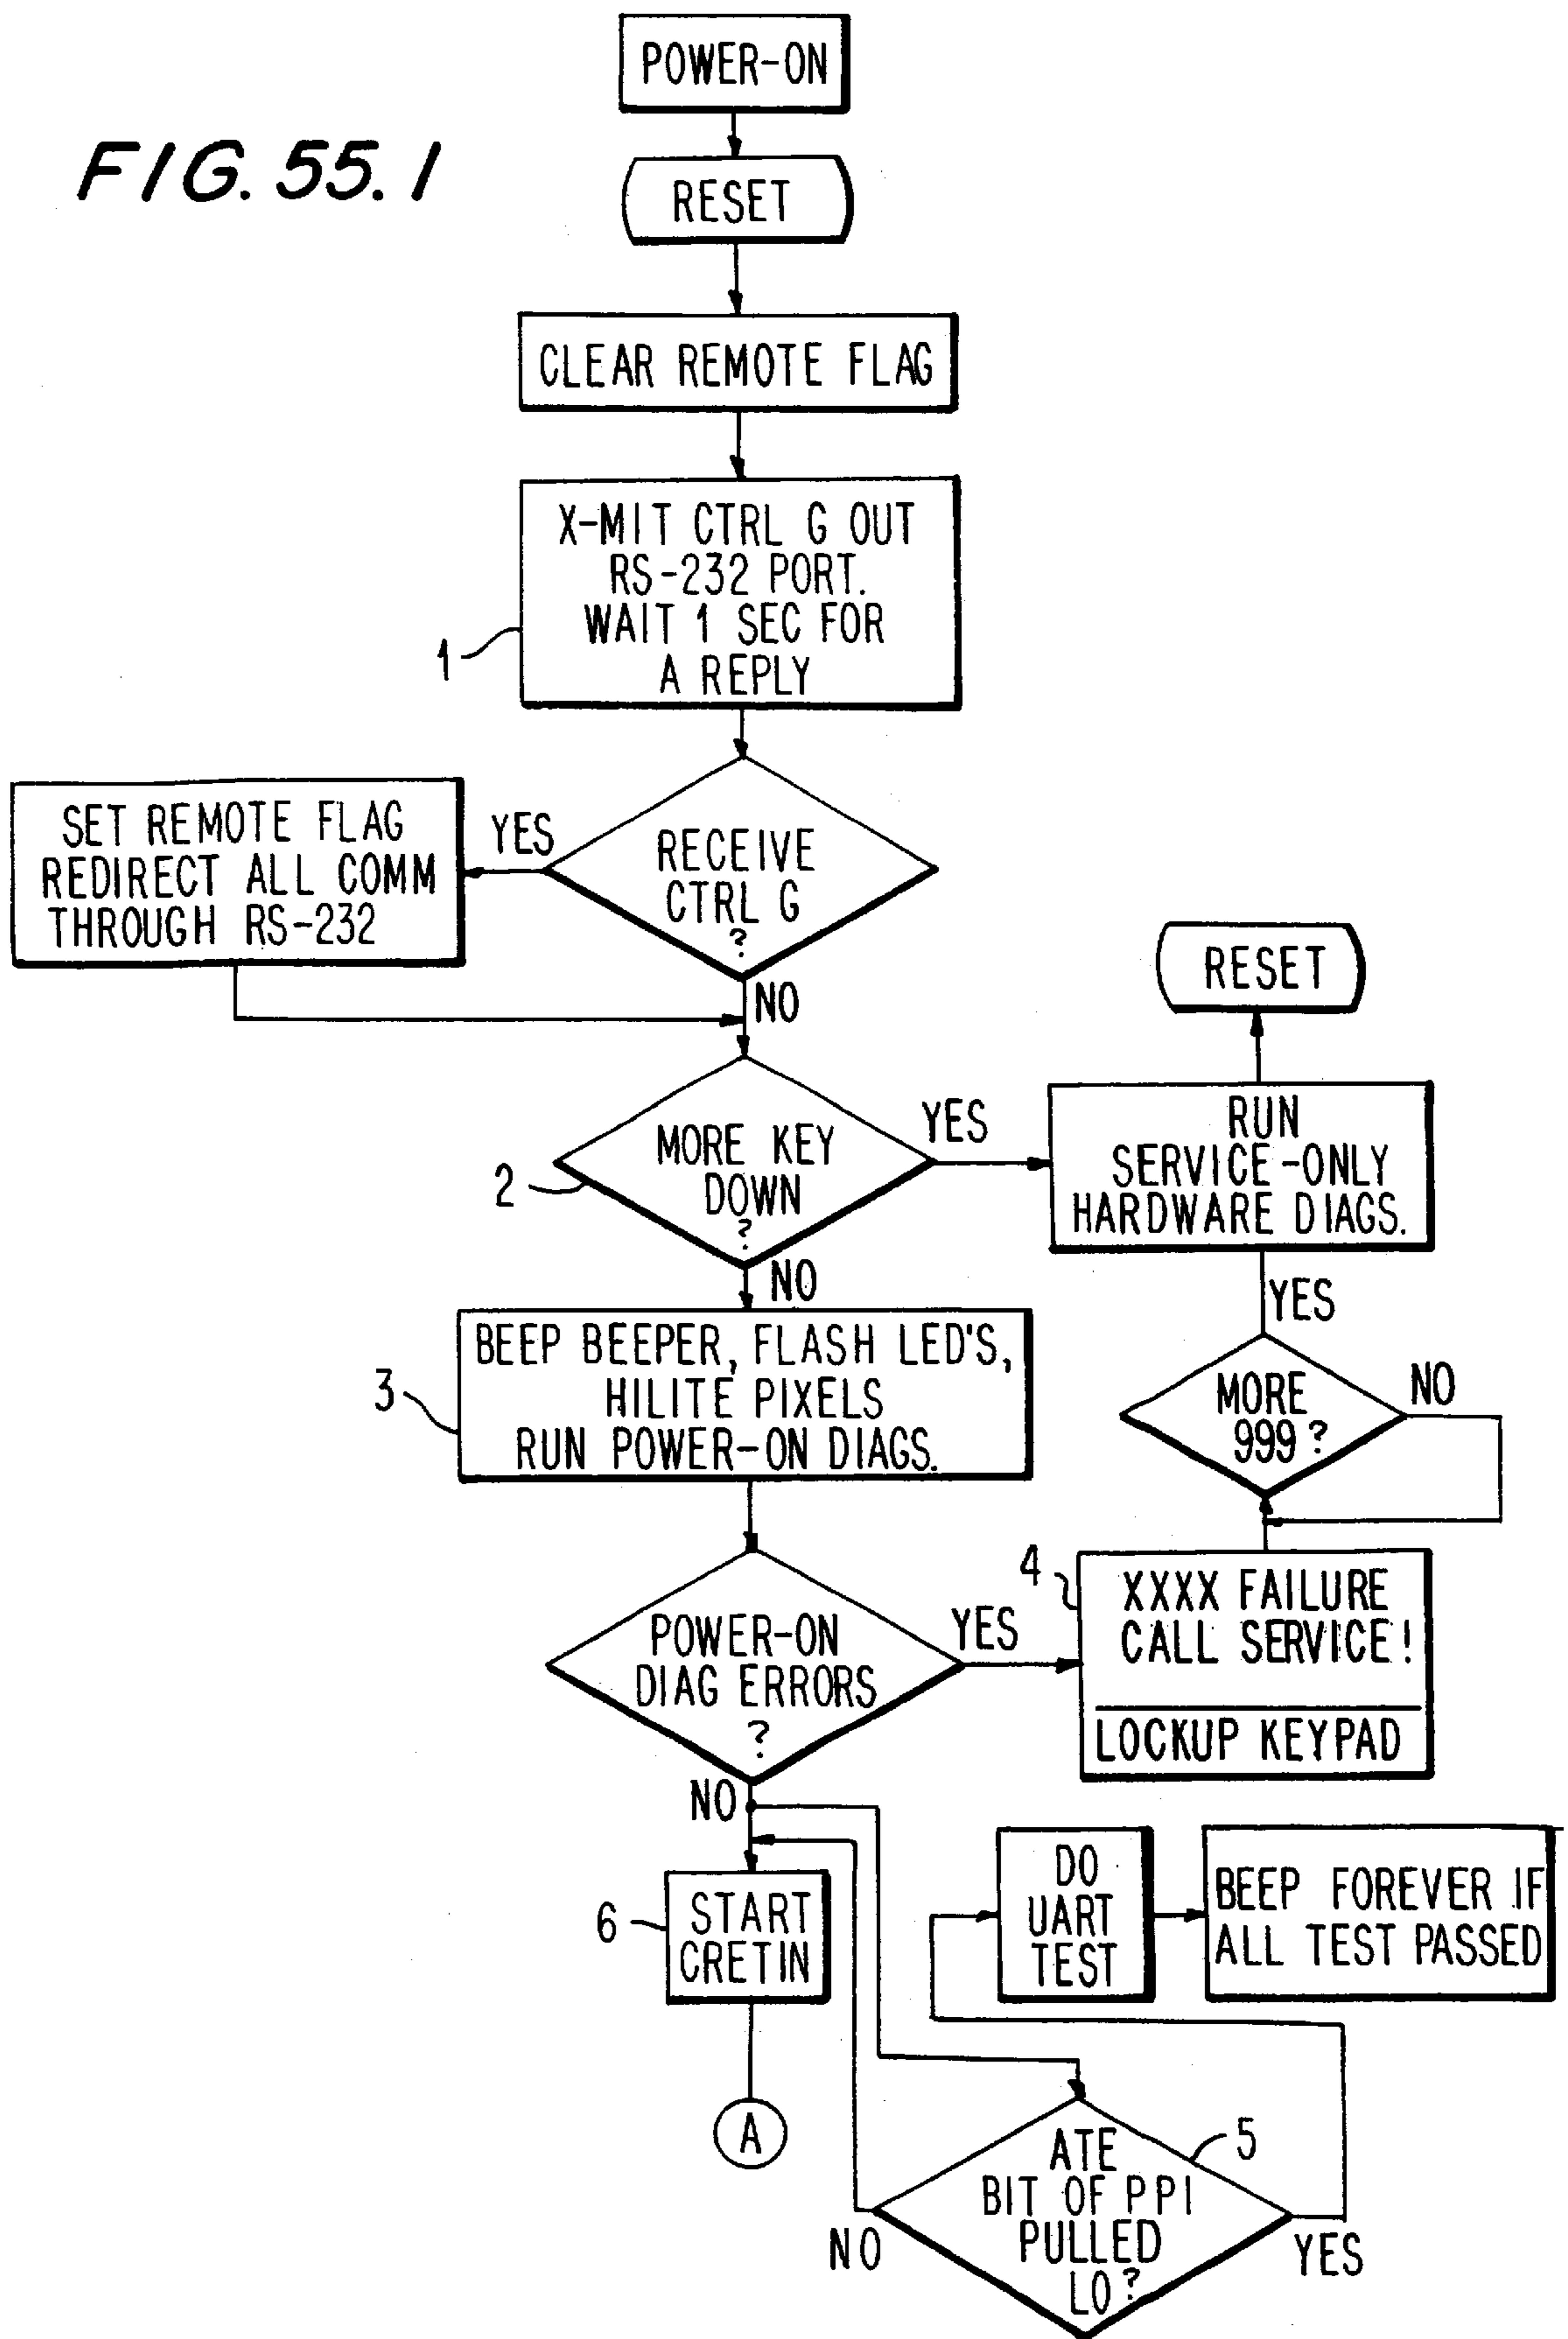 FIG. 55.1
POWER-ON
RESET
CLEAR REMOTE FLAG
X-MIT CTRL G OUT
RS-232 PORT.
WAIT 1 SEC FOR
A REPLY
1
RECEIVE
CTRL G
?
YES
SET REMOTE FLAG
REDIRECT ALL COMM
THROUGH RS-232
NO
RESET
MORE KEY
DOWN
?
2
YES
RUN
SERVICE-ONLY
HARDWARE DIAGS.
NO
YES
BEEP BEEPER, FLASH LED'S,
HILITE PIXELS
RUN POWER-ON DIAGS.
3
MORE
999?
NO
POWER-ON
DIAG ERRORS
?
YES
4
XXXX FAILURE
CALL SERVICE!
LOCKUP KEYPAD
NO
START
CRETIN
6
DO
UART
TEST
BEEP FOREVER IF
ALL TEST PASSED
A
ATE
BIT OF PPI
PULLED
LO?
5
NO
YES